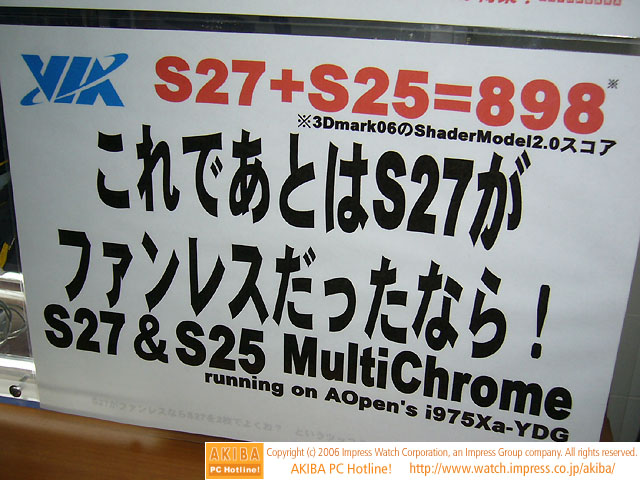 VIA
S27+S25=898※
※3Dmark06のShaderModel2.0スコア
これであとはS27が
ファンレスだったなら！
S27＆S25 MultiChrome
running on AOpen's i975Xa-YDG
AKIBA
PC Hotline!
Copyright (c) 2006 Impress Watch Corporation, an Impress Group company. All rights reserved.
AKIBA PC Hotline! http://www.watch.impress.co.jp/akiba/